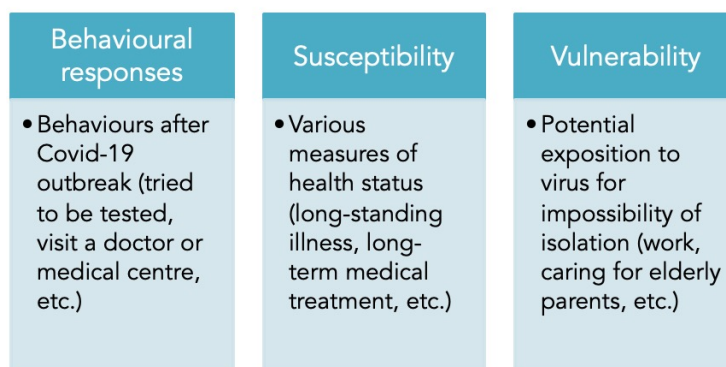 Behavioural
responses
• Behaviours after
Covid-19
outbreak (tried
to be tested,
visit a doctor or
medical centre,
etc.)
Susceptibility
• Various
measures of
health status
(long-standing
illness, long-
term medical
treatment, etc.)
Vulnerability
• Potential
exposition to
virus for
impossibility of
isolation (work,
caring for elderly
parents, etc.)